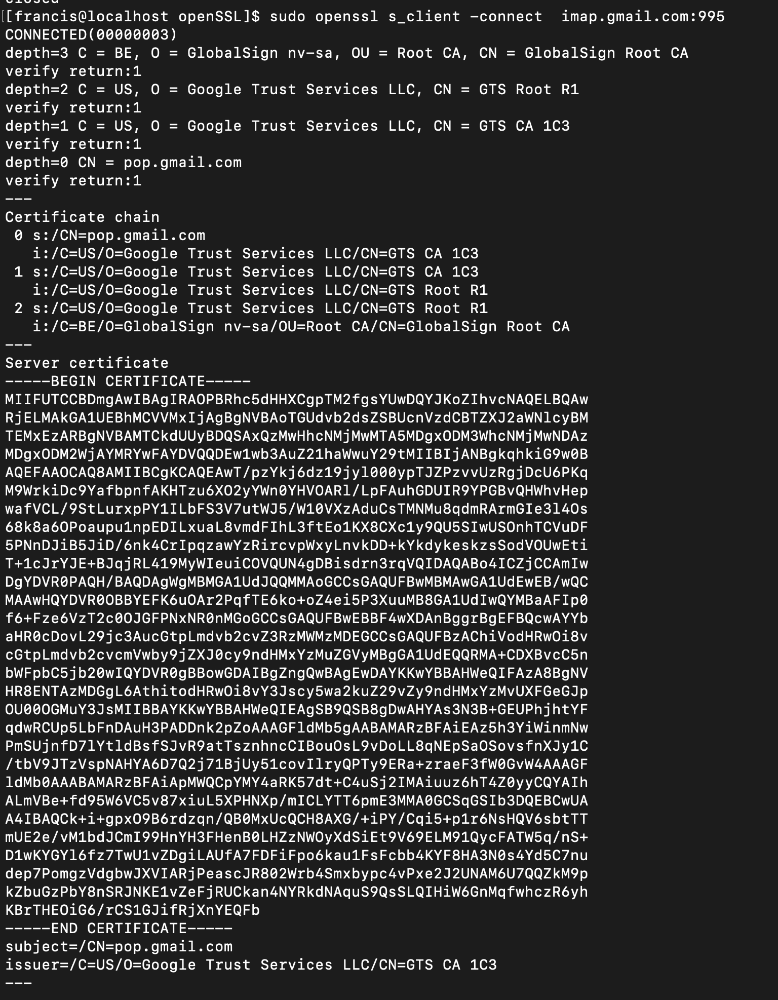 closed
[[francis@localhost openSSL]$ sudo openssl s_client -connect  imap.gmail.com:995
CONNECTED(00000003)
depth=3 C = BE, O = GlobalSign nv-sa, OU = Root CA, CN = GlobalSign Root CA
verify return:1
depth=2 C = US, O = Google Trust Services LLC, CN = GTS Root R1
verify return:1
depth=1 C = US, O = Google Trust Services LLC, CN = GTS CA 1C3
verify return:1
depth=0 CN = pop.gmail.com
verify return:1
---
Certificate chain
 0 s:/CN=pop.gmail.com
   i:/C=US/O=Google Trust Services LLC/CN=GTS CA 1C3
 1 s:/C=US/O=Google Trust Services LLC/CN=GTS CA 1C3
   i:/C=US/O=Google Trust Services LLC/CN=GTS Root R1
 2 s:/C=US/O=Google Trust Services LLC/CN=GTS Root R1
   i:/C=BE/O=GlobalSign nv-sa/OU=Root CA/CN=GlobalSign Root CA
---
Server certificate
-----BEGIN CERTIFICATE-----
MIIFUTCCBDmgAwIBAgIRAOPBRhc5dHHXCgpTM2fgsYUwDQYJKoZIhvcNAQELBQAw
RjELMAkGA1UEBhMCVVMxIjAgBgNVBAoTGUdvb2dsZSBUcnVzdCBTZXJ2aWNlcyBM
TEMxEzARBgNVBAMTCkdUUyBDQSAxQzMwHhcNMjMwMTA5MDgxODM3WhcNMjMwNDAz
MDgxODM2WjAYMRYwFAYDVQQDEw1wb3AuZ21haWwuY29tMIIBIjANBgkqhkiG9w0B
AQEFAAOCAQ8AMIIBCgKCAQEAwT/pzYkj6dz19jyl000ypTJZPzvvUzRgjDcU6PKq
M9WrkiDc9YafbpnfAKHTzu6XO2yYWn0YHVOARl/LpFAuhGDUIR9YPGBvQHWhvHep
wafVCL/9StLurxpPY1ILbFS3V7utWJ5/W10VXzAduCsTMNMu8qdmRArmGIe3l4Os
68k8a6OPoaupu1npEDILxuaL8vmdFIhL3ftEo1KX8CXc1y9QU5SIwUSOnhTCVuDF
5PNnDJiB5JiD/6nk4CrIpqzawYzRircvpWxyLnvkDD+kYkdykeskzsSodVOUwEti
T+1cJrYJE+BJqjRL419MyWIeuiCOVQUN4gDBisdrn3rqVQIDAQABo4ICZjCCAmIw
DgYDVR0PAQH/BAQDAgWgMBMGA1UdJQQMMAoGCCsGAQUFBwMBMAwGA1UdEwEB/wQC
MAAwHQYDVR0OBBYEFK6uOAr2PqfTE6ko+oZ4ei5P3XuuMB8GA1UdIwQYMBaAFIp0
f6+Fze6VzT2c0OJGFPNxNR0nMGoGCCsGAQUFBwEBBF4wXDAnBggrBgEFBQcwAYYb
aHR0cDovL29jc3AucGtpLmdvb2cvZ3RzMWMzMDEGCCsGAQUFBzAChiVodHRwOi8v
cGtpLmdvb2cvcmVwby9jZXJ0cy9ndHMxYzMuZGVyMBgGA1UdEQQRMA+CDXBvcC5n
bWFpbC5jb20wIQYDVR0gBBowGDAIBgZngQwBAgEwDAYKKwYBBAHWeQIFAzA8BgNV
HR8ENTAzMDGgL6AthitodHRwOi8vY3Jscy5wa2kuZ29vZy9ndHMxYzMvUXFGeGJp
OU00OGMuY3JsMIIBBAYKKwYBBAHWeQIEAgSB9QSB8gDwAHYAs3N3B+GEUPhjhtYF
qdwRCUp5LbFnDAuH3PADDnk2pZoAAAGFldMb5gAABAMARzBFAiEAz5h3YiWinmNw
PmSUjnfD7lYtldBsfSJvR9atTsznhncCIBouOsL9vDoLL8qNEpSaOSovsfnXJy1C
/tbV9JTzVspNAHYA6D7Q2j71BjUy51covIlryQPTy9ERa+zraeF3fW0GvW4AAAGF
ldMb0AAABAMARzBFAiApMWQCpYMY4aRK57dt+C4uSj2IMAiuuz6hT4Z0yyCQYAIh
ALmVBe+fd95W6VC5v87xiuL5XPHNXp/mICLYTT6pmE3MMA0GCSqGSIb3DQEBCwUA
A4IBAQCk+i+gpxO9B6rdzqn/QB0MxUcQCH8AXG/+iPY/Cqi5+p1r6NsHQV6sbtTT
mUE2e/vM1bdJCmI99HnYH3FHenB0LHZzNWOyXdSiEt9V69ELM91QycFATW5q/nS+
D1wKYGYl6fz7TwU1vZDgiLAUfA7FDFiFpo6kau1FsFcbb4KYF8HA3N0s4Yd5C7nu
dep7PomgzVdgbwJXVIARjPeascJR802Wrb4Smxbypc4vPxe2J2UNAM6U7QQZkM9p
kZbuGzPbY8nSRJNKE1vZeFjRUCkan4NYRkdNAquS9QsSLQIHiW6GnMqfwhczR6yh
KBrTHEOiG6/rCS1GJifRjXnYEQFb
-----END CERTIFICATE-----
subject=/CN=pop.gmail.com
issuer=/C=US/O=Google Trust Services LLC/CN=GTS CA 1C3
---